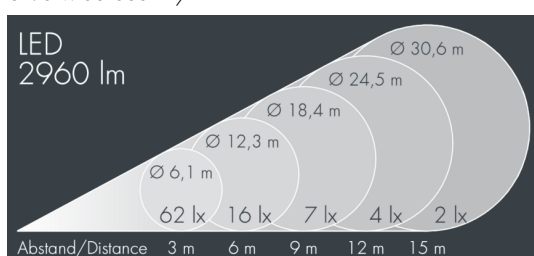 LED
2960 lm
Ø 30,6 m
Ø 24,5 m
Ø 18,4 m
Ø 12,3 m
Ø 6,1 m
62 lx 16 lx 7 lx 4 lx 2 lx
Abstand/Distance 3 m 6 m 9 m 12 m 15 m